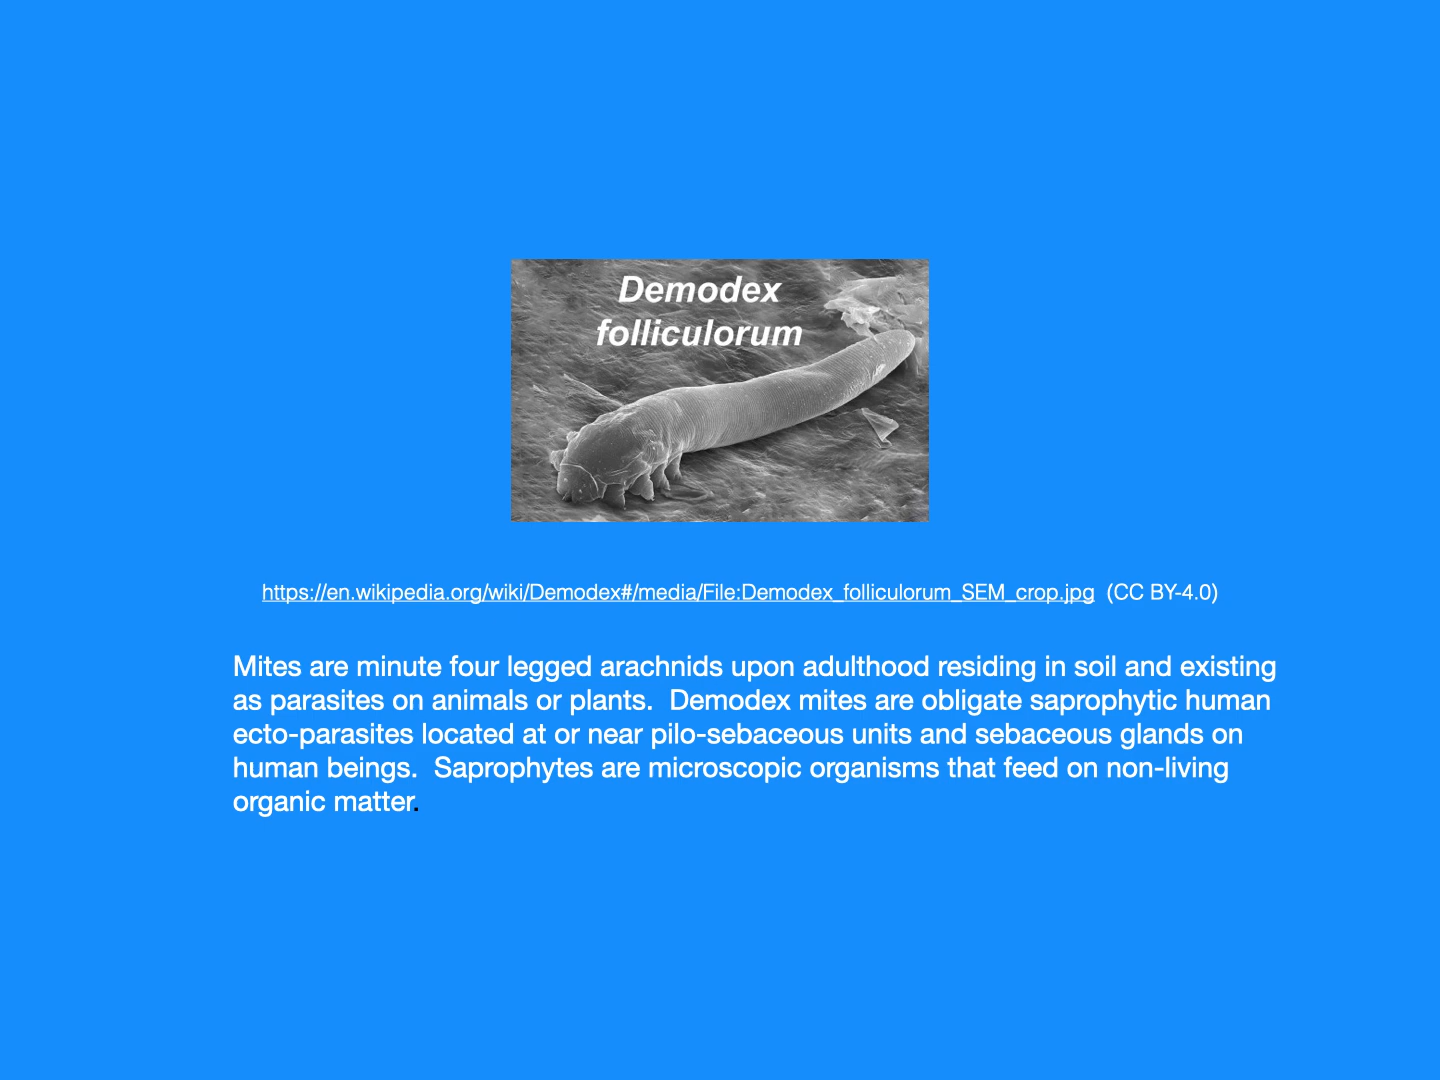 Demodex
folliculorum
https://en.wikipedia.org/wiki/Demodex#/media/File:Demodex_folliculorum_SEM_crop.jpg  (CC BY-4.0)
Mites are minute four legged arachnids upon adulthood residing in soil and existing
as parasites on animals or plants.  Demodex mites are obligate saprophytic human
ecto-parasites located at or near pilo-sebaceous units and sebaceous glands on
human beings.  Saprophytes are microscopic organisms that feed on non-living
organic matter.